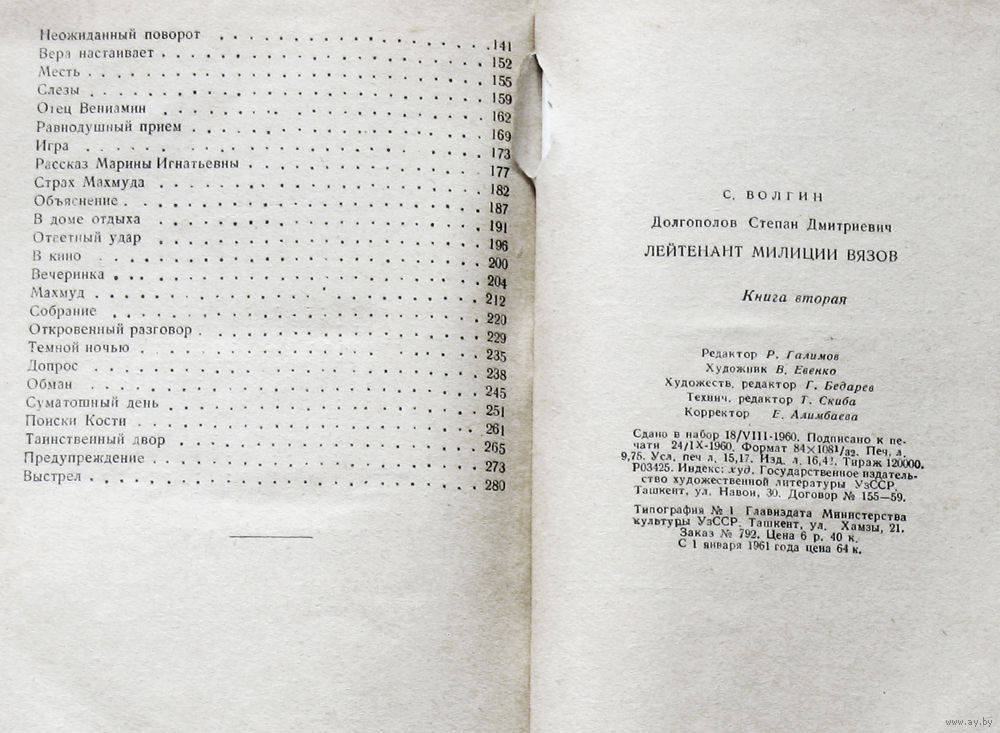 Неожиданный поворот . . . . . . . . . . . . . 141
Вера настаивает . . . . . . . . . . . . . . . . 152
Месть . . . . . . . . . . . . . . . . . . . . 155
Слезы . . . . . . . . . . . . . . . . . . . . 159
Отец Вениамин . . . . . . . . . . . . . . . . 162
Равнодушный прием . . . . . . . . . . . . . . 169
Игра . . . . . . . . . . . . . . . . . . . . 173
Рассказ Марины Игнатьевны . . . . . . . . . . . 177
Страх Махмуда . . . . . . . . . . . . . . . . 182
Объяснение . . . . . . . . . . . . . . . . . . 187
В доме отдыха . . . . . . . . . . . . . . . . 191
Ответный удар . . . . . . . . . . . . . . . . 196
В кино . . . . . . . . . . . . . . . . . . . 200
Вечеринка . . . . . . . . . . . . . . . . . . 204
Махмуд . . . . . . . . . . . . . . . . . . . 212
Собрание . . . . . . . . . . . . . . . . . . 220
Откровенный разговор . . . . . . . . . . . . . 229
Темной ночью . . . . . . . . . . . . . . . . 235
Допрос . . . . . . . . . . . . . . . . . . . 238
Обман . . . . . . . . . . . . . . . . . . . . 245
Суматошный день . . . . . . . . . . . . . . . 251
Поиски Кости . . . . . . . . . . . . . . . . 261
Таинственный двор . . . . . . . . . . . . . . 265
Предупреждение . . . . . . . . . . . . . . . 273
Выстрел . . . . . . . . . . . . . . . . . . . 280
С. ВОЛГИН
Долгополов Степан Дмитриевич
ЛЕЙТЕНАНТ МИЛИЦИИ ВЯЗОВ
Книга вторая
Редактор Р. Галимов
Художник В. Евенко
Художеств. редактор Г. Бедарев
Технич. редактор Т. Скиба
Корректор Е. Алимбаева
Сдано в набор 18/VIII-1960. Подписано к пе-
чати 24/IX-1960. Формат 84×108¹/₃₂. Печ. л.
9,75. Усл. печ л. 15,17. Изд. л. 16,42. Тираж 120000.
Р03425. Индекс: худ. Государственное издатель-
ство художественной литературы УзССР.
Ташкент, ул. Навои, 30. Договор № 155—59.
Типография № 1 Главиздата Министерства
культуры УзССР. Ташкент, ул. Хамзы, 21.
Заказ № 792. Цена 6 р. 40 к.
С 1 января 1961 года цена 64 к.
www.ay.by